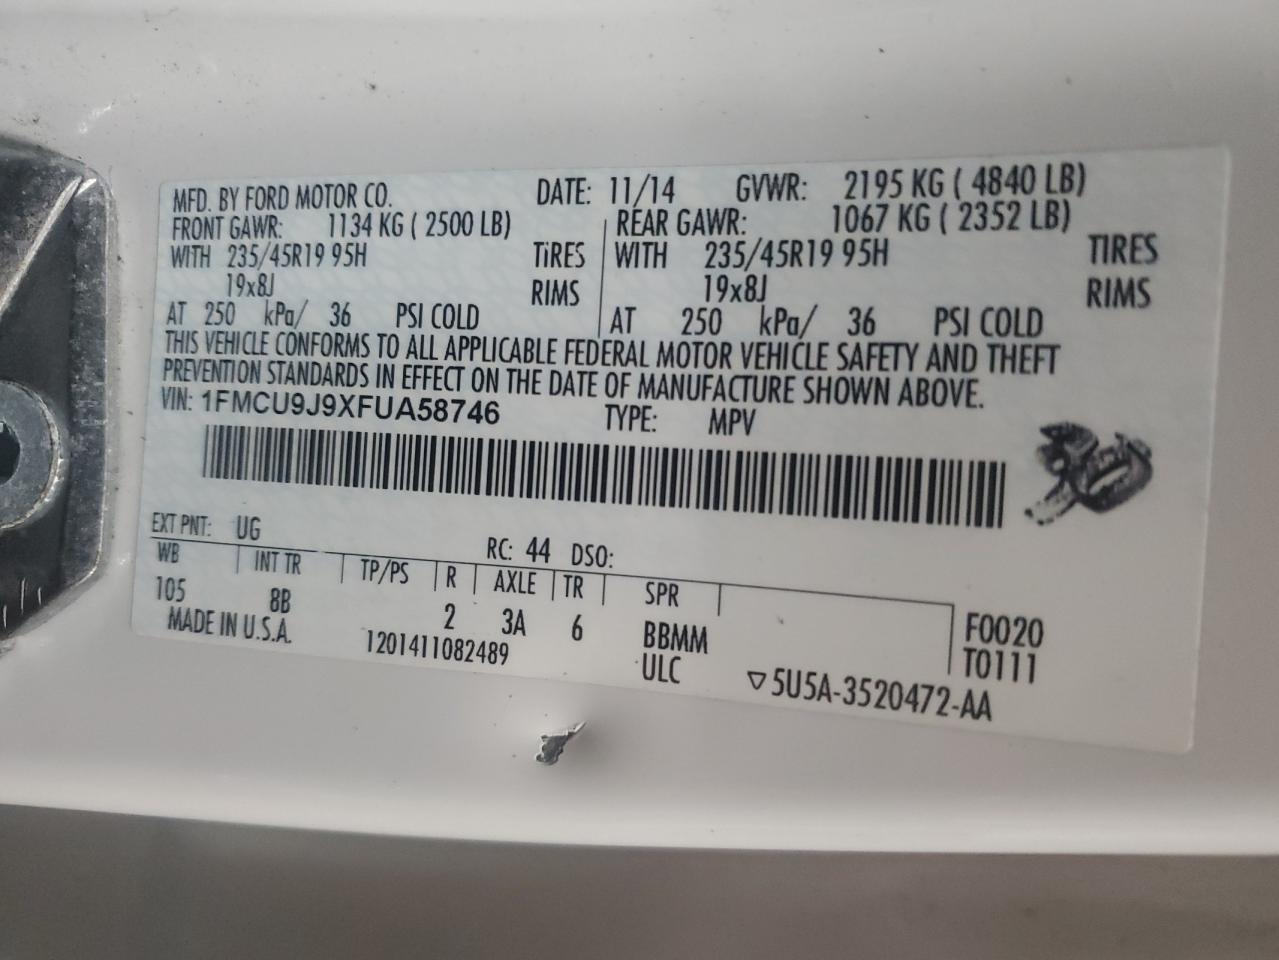 MFD. BY FORD MOTOR CO. DATE: 11/14 GVWR: 2195 KG ( 4840 LB)
FRONT GAWR: 1134 KG ( 2500 LB) REAR GAWR: 1067 KG ( 2352 LB)
WITH 235/45R19 95H TIRES WITH 235/45R19 95H TIRES
19x8J RIMS 19x8J RIMS
AT 250 kPa/ 36 PSI COLD AT 250 kPa/ 36 PSI COLD
THIS VEHICLE CONFORMS TO ALL APPLICABLE FEDERAL MOTOR VEHICLE SAFETY AND THEFT
PREVENTION STANDARDS IN EFFECT ON THE DATE OF MANUFACTURE SHOWN ABOVE.
VIN: 1FMCU9J9XFUA58746 TYPE: MPV
EXT PNT: UG RC: 44 DSO:
WB INT TR TP/PS R AXLE TR SPR
105 8B 2 3A 6 BBMM F0020
MADE IN U.S.A. 1201411082489 ULC T0111
▽5U5A-3520472-AA